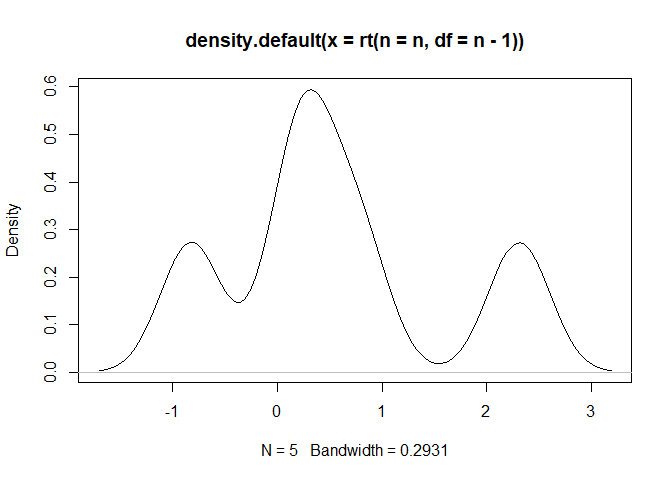 density.default(x = rt(n = n, df = n - 1))
Density
0.6
0.5
0.4
0.3
0.2
0.1
0.0
-1 0 1 2 3
N = 5 Bandwidth = 0.2931